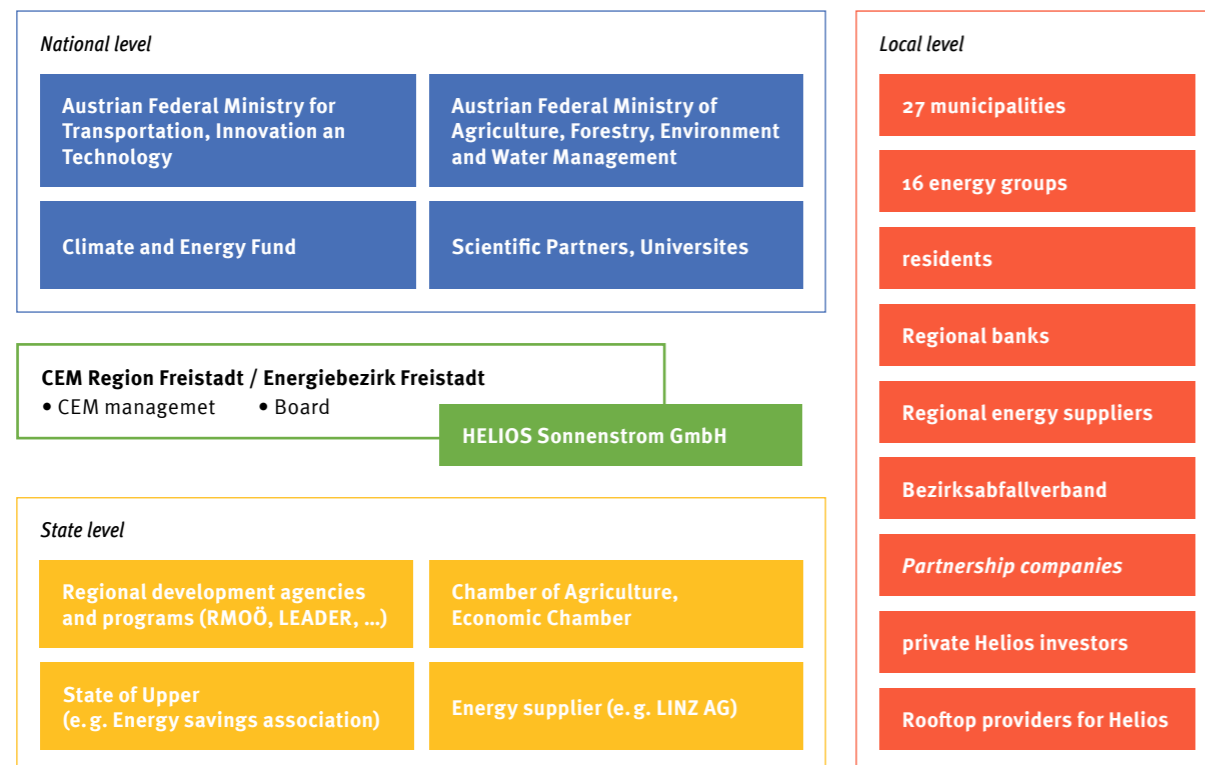 National level
Austrian Federal Ministry for
Transportation, Innovation an
Technology
Austrian Federal Ministry of
Agriculture, Forestry, Environment
and Water Management
Climate and Energy Fund
Scientific Partners, Universites
CEM Region Freistadt / Energiebezirk Freistadt
• CEM managemet • Board
HELIOS Sonnenstrom GmbH
State level
Regional development agencies
and programs (RMOÖ, LEADER, …)
Chamber of Agriculture,
Economic Chamber
State of Upper
(e. g. Energy savings association)
Energy supplier (e. g. LINZ AG)
Local level
27 municipalities
16 energy groups
residents
Regional banks
Regional energy suppliers
Bezirksabfallverband
Partnership companies
private Helios investors
Rooftop providers for Helios